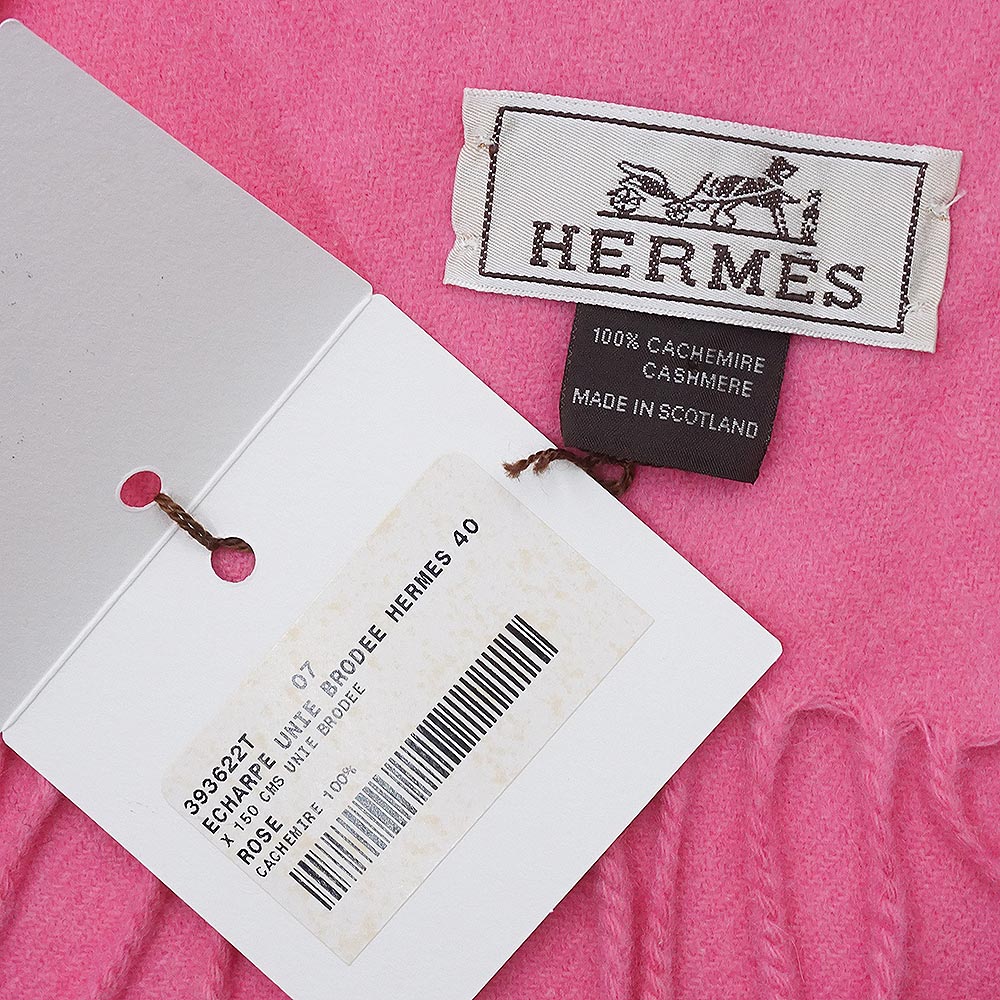 HERMÈS
100% CACHEMIRE
CASHMERE
MADE IN SCOTLAND
393622T 07
ECHARPE UNIE BRODEE HERMES 40
X 150 CMS UNIE BRODEE
ROSE
CACHEMIRE 100%